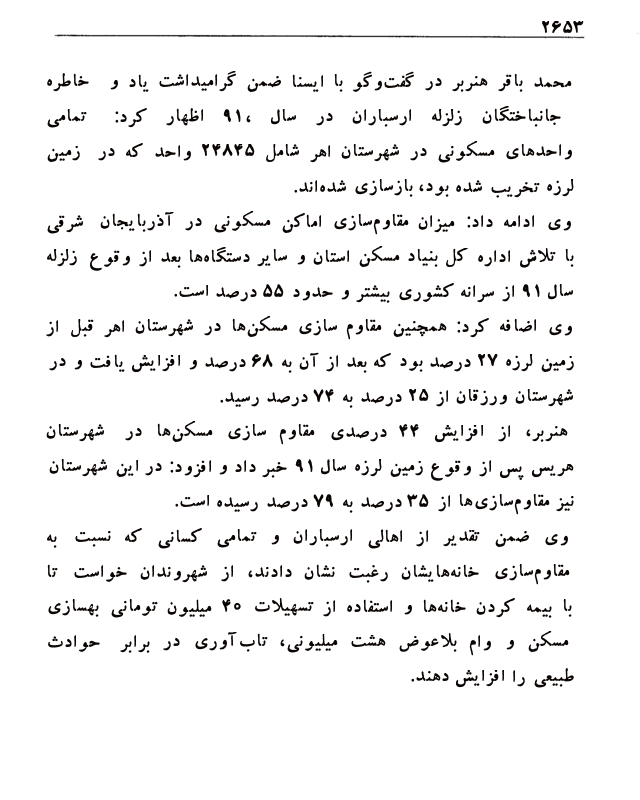 ۲۶۵۳
محمد باقر هنربر در گفت‌وگو با ایسنا ضمن گرامیداشت یاد و خاطره
جانباختگان زلزله ارسباران در سال ،۹۱ اظهار کرد: تمامی
واحدهای مسکونی در شهرستان اهر شامل ۲۴۸۴۵ واحد که در زمین
لرزه تخریب شده بود، بازسازی شده‌اند.
وی ادامه داد: میزان مقاوم‌سازی اماکن مسکونی در آذربایجان شرقی
با تلاش اداره کل بنیاد مسکن استان و سایر دستگاه‌ها بعد از وقوع زلزله
سال ۹۱ از سرانه کشوری بیشتر و حدود ۵۵ درصد است.
وی اضافه کرد: همچنین مقاوم سازی مسکن‌ها در شهرستان اهر قبل از
زمین لرزه ۲۷ درصد بود که بعد از آن به ۶۸ درصد و افزایش یافت و در
شهرستان ورزقان از ۲۵ درصد به ۷۴ درصد رسید.
هنربر، از افزایش ۴۴ درصدی مقاوم سازی مسکن‌ها در شهرستان
هریس پس از وقوع زمین لرزه سال ۹۱ خبر داد و افزود: در این شهرستان
نیز مقاوم‌سازی‌ها از ۳۵ درصد به ۷۹ درصد رسیده است.
وی ضمن تقدیر از اهالی ارسباران و تمامی کسانی که نسبت به
مقاوم‌سازی خانه‌هایشان رغبت نشان دادند، از شهروندان خواست تا
با بیمه کردن خانه‌ها و استفاده از تسهیلات ۴۰ میلیون تومانی بهسازی
مسکن و وام بلاعوض هشت میلیونی، تاب‌آوری در برابر حوادث
طبیعی را افزایش دهند.